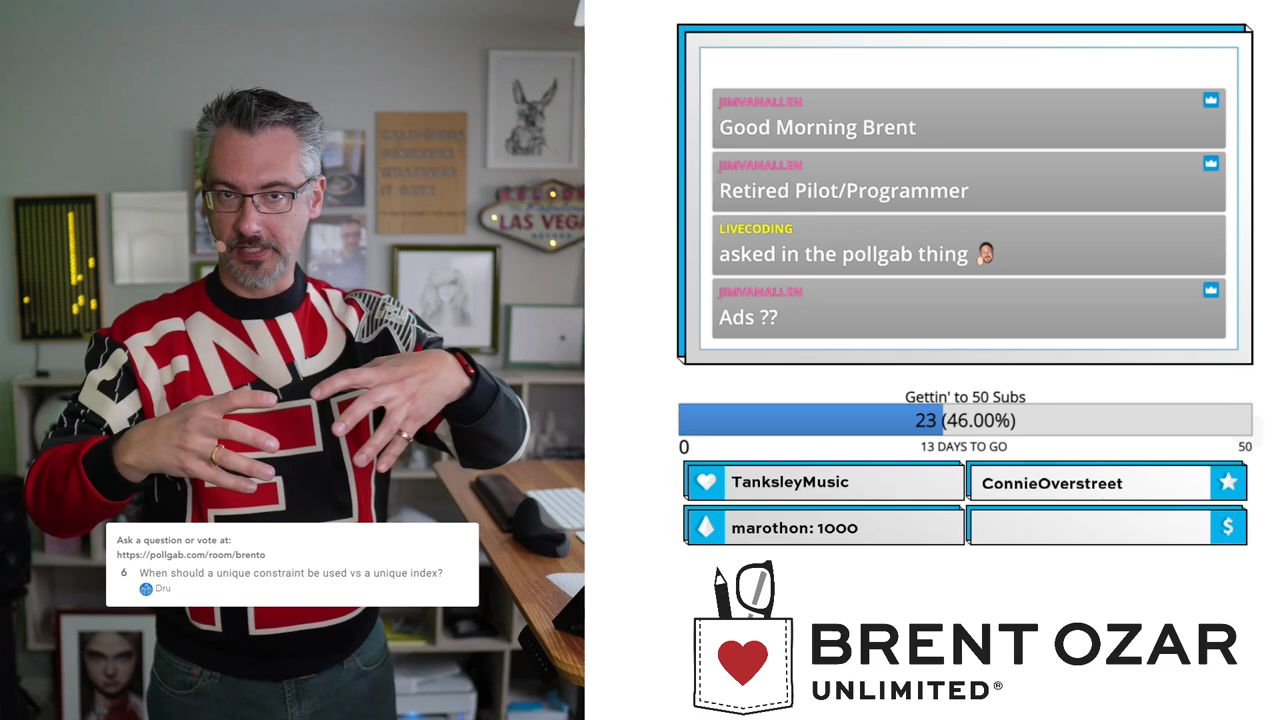 FABULOUS
LAS VEGA
FENDI
Ask a question or vote at:
https://pollgab.com/room/brento
6 When should a unique constraint be used vs a unique index?
Dru
JIMVANALLEN
Good Morning Brent
JIMVANALLEN
Retired Pilot/Programmer
LIVECODING
asked in the pollgab thing
JIMVANALLEN
Ads ??
Gettin' to 50 Subs
23 (46.00%)
0
13 DAYS TO GO
50
TanksleyMusic
ConnieOverstreet
marothon: 1000
$
BRENT OZAR
UNLIMITED®